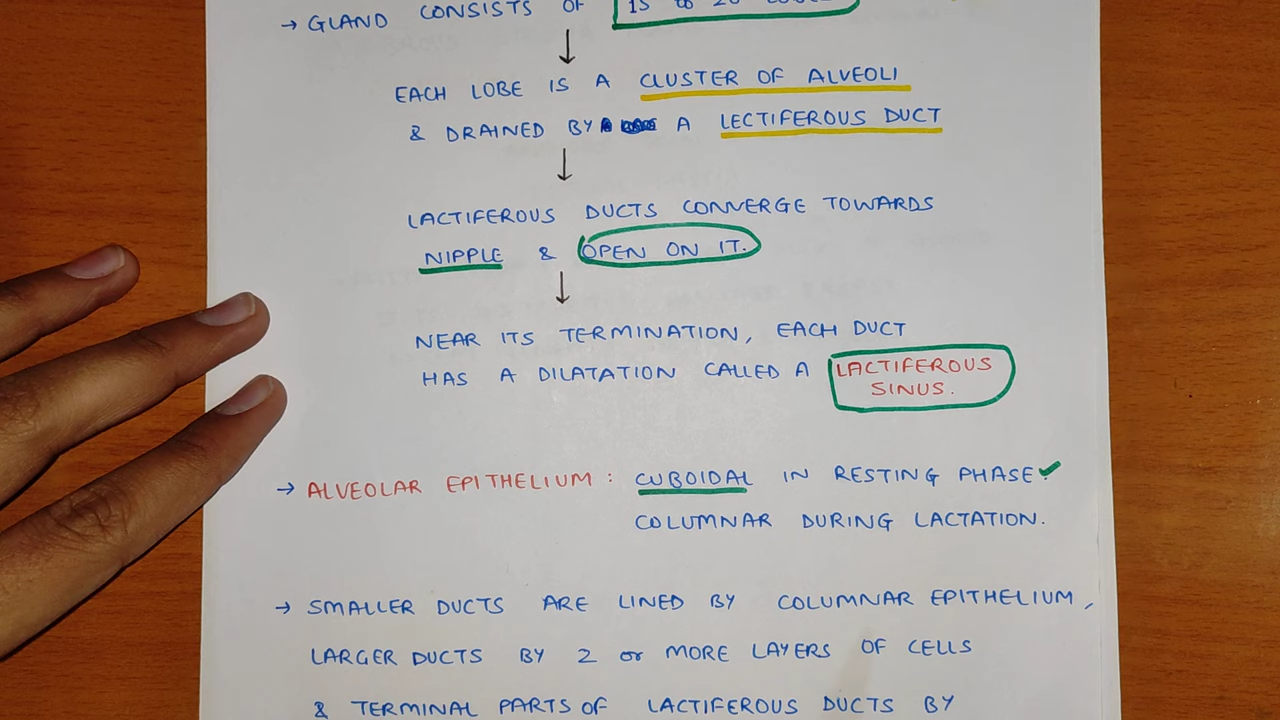 → GLAND CONSISTS OF 15 to 20
EACH LOBE IS A CLUSTER OF ALVEOLI
& DRAINED BY A LECTIFEROUS DUCT
LACTIFEROUS DUCTS CONVERGE TOWARDS
NIPPLE & OPEN ON IT.
NEAR ITS TERMINATION, EACH DUCT
HAS A DILATATION CALLED A LACTIFEROUS
SINUS.
→ ALVEOLAR EPITHELIUM : CUBOIDAL IN RESTING PHASE.
COLUMNAR DURING LACTATION.
→ SMALLER DUCTS ARE LINED BY COLUMNAR EPITHELIUM,
LARGER DUCTS BY 2 or MORE LAYERS OF CELLS
& TERMINAL PARTS OF LACTIFEROUS DUCTS BY